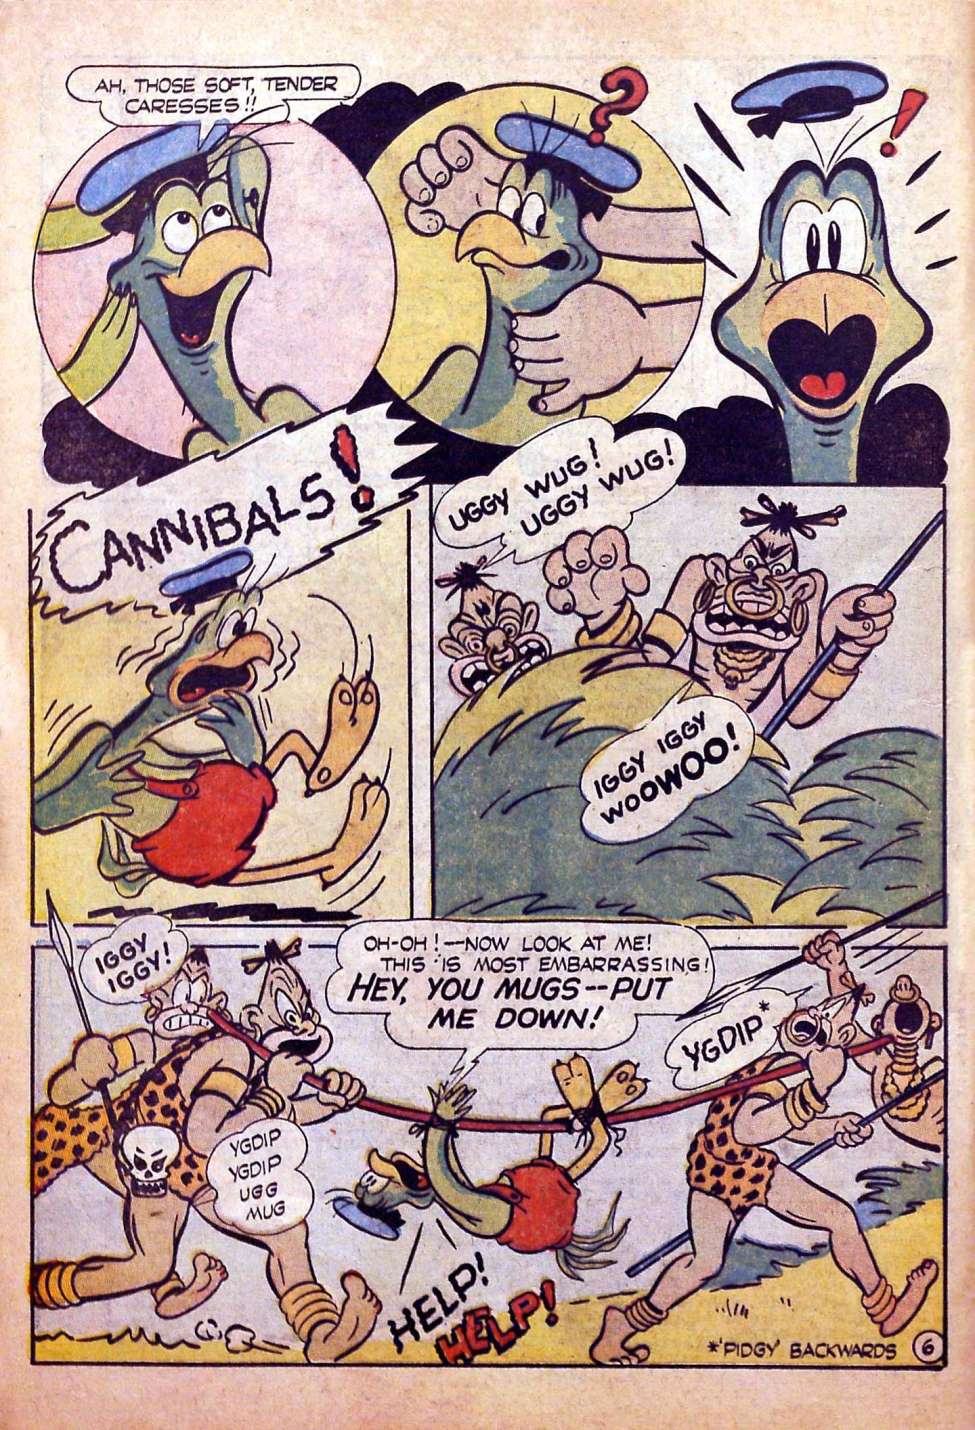 AH, THOSE SOFT, TENDER
CARESSES!!
?
!
CANNIBALS!
UGGY WUG!
UGGY WUG!
IGGY IGGY
WOOWOO!
IGGY
IGGY!
YGDIP
YGDIP
UGG
MUG
OH-OH!—NOW LOOK AT ME!
THIS IS MOST EMBARRASSING!
HEY, YOU MUGS--PUT
ME DOWN!
YGDIP*
HELP!
HELP!
*'PIDGY' BACKWARDS
6